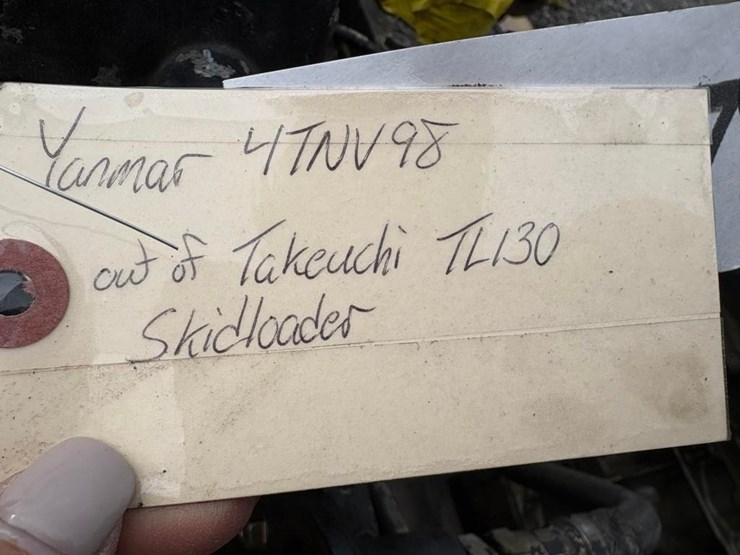 Yanmar 4TNV98
out of Takeuchi TL130
Skidloader